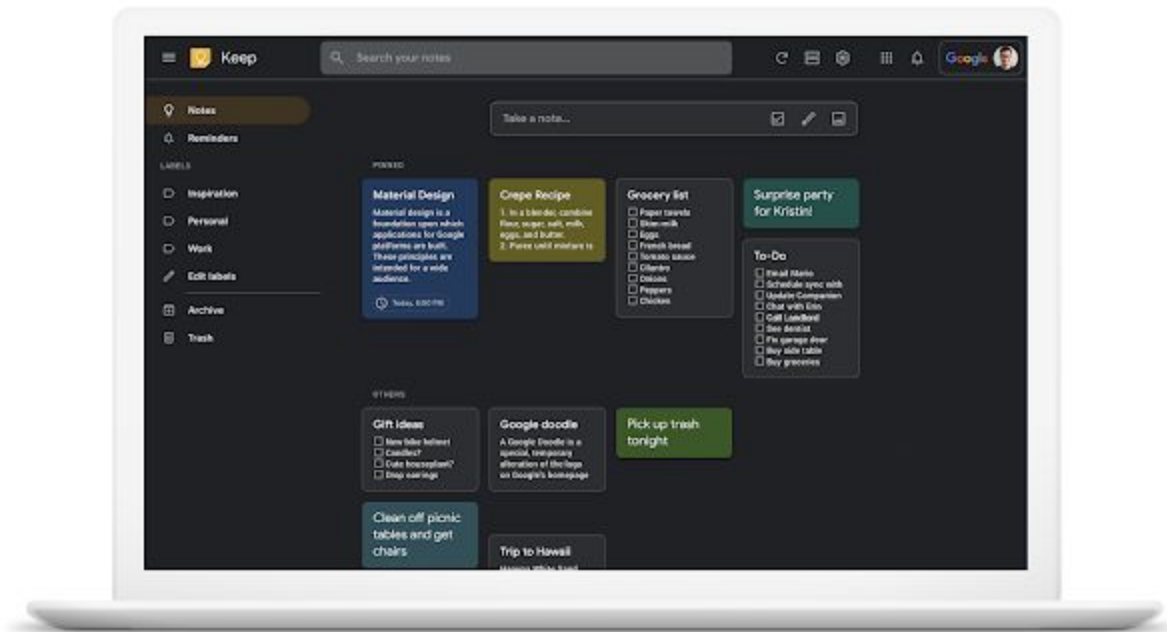 Keep
Search your notes
Google
Notes
Reminders
LABELS
Inspiration
Personal
Work
Edit labels
Archive
Trash
Take a note...
PINNED
Material Design
Material design is a
foundation upon which
applications for Google
platforms are built.
These principles are
intended for a wide
audience.
Today, 6:00 PM
Crepe Recipe
1. In a blender, combine
flour, sugar, salt, milk,
eggs, and butter.
2. Puree until mixture is
Grocery list
Paper towels
Skim milk
Eggs
French bread
Tomato sauce
Cilantro
Onions
Peppers
Chicken
Surprise party
for Kristin!
To-Do
Email Mario
Schedule sync with
Update Companion
Chat with Erin
Call Landlord
See dentist
Fix garage door
Buy side table
Buy groceries
OTHERS
Gift ideas
New bike helmet
Candles?
Cute houseplant?
Drop earrings
Google doodle
A Google Doodle is a
special, temporary
alteration of the logo
on Google's homepage
Pick up trash
tonight
Clean off picnic
tables and get
chairs
Trip to Hawaii
White Sand